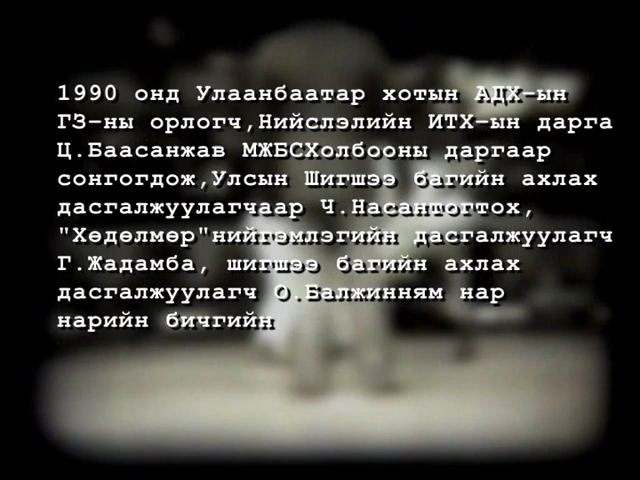 1990 онд Улаанбаатар хотын АДХ-ын
ГЗ-ны орлогч,Нийслэлийн ИТХ-ын дарга
Ц.Баасанжав МЖБСХолбооны даргаар
сонгогдож,Улсын Шигшээ багийн ахлах
дасгалжуулагчаар Ч.Насантогтох,
"Хөдөлмөр"нийгэмлэгийн дасгалжуулагч
Г.Жадамба, шигшээ багийн ахлах
дасгалжуулагч О.Балжинням нар
нарийн бичгийн